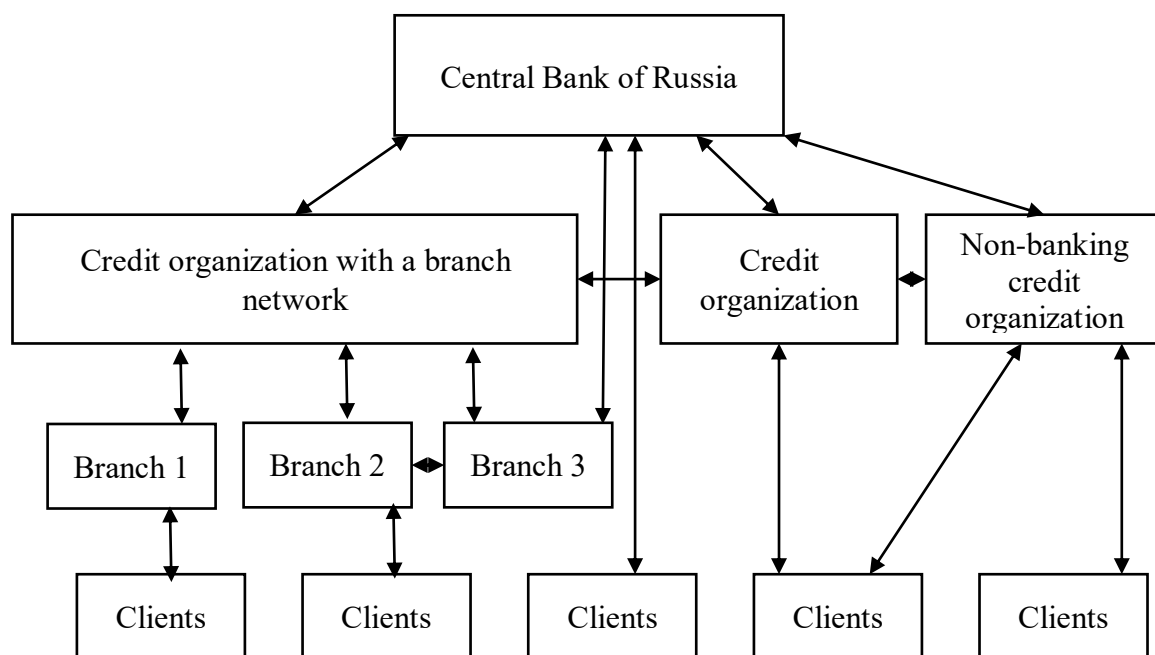 Central Bank of Russia
Credit organization with a branch
network
Credit
organization
Non-banking
credit
organization
Branch 1
Branch 2
Branch 3
Clients
Clients
Clients
Clients
Clients